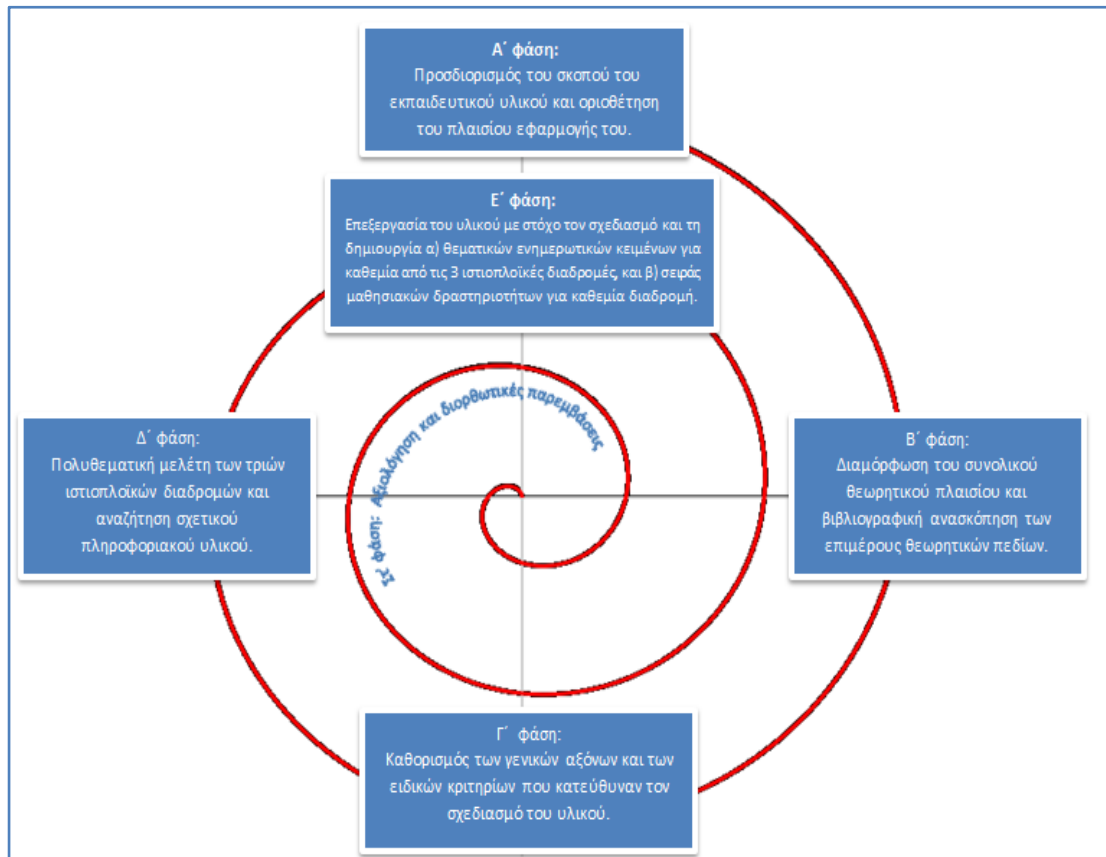 Α΄ φάση:
Προσδιορισμός του σκοπού του
εκπαιδευτικού υλικού και οριοθέτηση
του πλαισίου εφαρμογής του.
Ε΄ φάση:
Επεξεργασία του υλικού με στόχο τον σχεδιασμό και τη
δημιουργία α) θεματικών ενημερωτικών κειμένων για
καθεμία από τις 3 ιστιοπλοϊκές διαδρομές, και β) σειράς
μαθησιακών δραστηριοτήτων για καθεμία διαδρομή.
Στ΄ φάση: Αξιολόγηση και διορθωτικές παρεμβάσεις
Δ΄ φάση:
Πολυθεματική μελέτη των τριών
ιστιοπλοϊκών διαδρομών και
αναζήτηση σχετικού
πληροφοριακού υλικού.
Β΄ φάση:
Διαμόρφωση του συνολικού
θεωρητικού πλαισίου και
βιβλιογραφική ανασκόπηση των
επιμέρους θεωρητικών πεδίων.
Γ΄ φάση:
Καθορισμός των γενικών αξόνων και των
ειδικών κριτηρίων που κατεύθυναν τον
σχεδιασμό του υλικού.